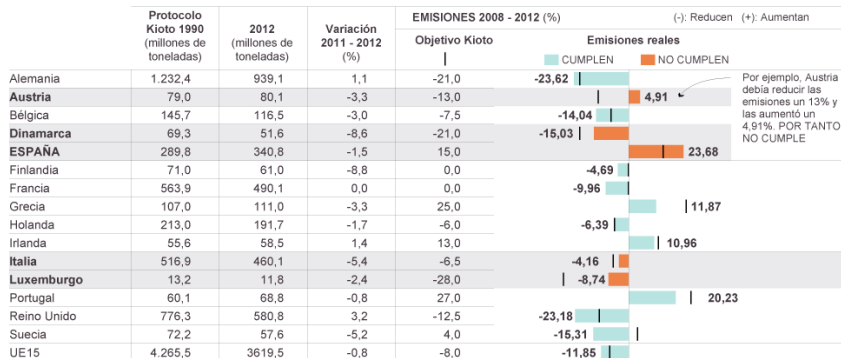 Protocolo Kioto 1990 (millones de toneladas) 2012 (millones de toneladas) Variación 2011 - 2012 (%) EMISIONES 2008 - 2012 (%) (-): Reducen (+): Aumentan
Objetivo Kioto Emisiones reales
CUMPLEN NO CUMPLEN
Alemania 1.232,4 939,1 1,1 -21,0 -23,62
Austria 79,0 80,1 -3,3 -13,0 4,91
Bélgica 145,7 116,5 -3,0 -7,5 -14,04
Dinamarca 69,3 51,6 -8,6 -21,0 -15,03
ESPAÑA 289,8 340,8 -1,5 15,0 23,68
Finlandia 71,0 61,0 -8,8 0,0 -4,69
Francia 563,9 490,1 0,0 0,0 -9,96
Grecia 107,0 111,0 -3,3 25,0 11,87
Holanda 213,0 191,7 -1,7 -6,0 -6,39
Irlanda 55,6 58,5 1,4 13,0 10,96
Italia 516,9 460,1 -5,4 -6,5 -4,16
Luxemburgo 13,2 11,8 -2,4 -28,0 -8,74
Portugal 60,1 68,8 -0,8 27,0 20,23
Reino Unido 776,3 580,8 3,2 -12,5 -23,18
Suecia 72,2 57,6 -5,2 4,0 -15,31
UE15 4.265,5 3619,5 -0,8 -8,0 -11,85
Por ejemplo, Austria
debía reducir las
emisiones un 13% y
las aumentó un
4,91%. POR TANTO
NO CUMPLE